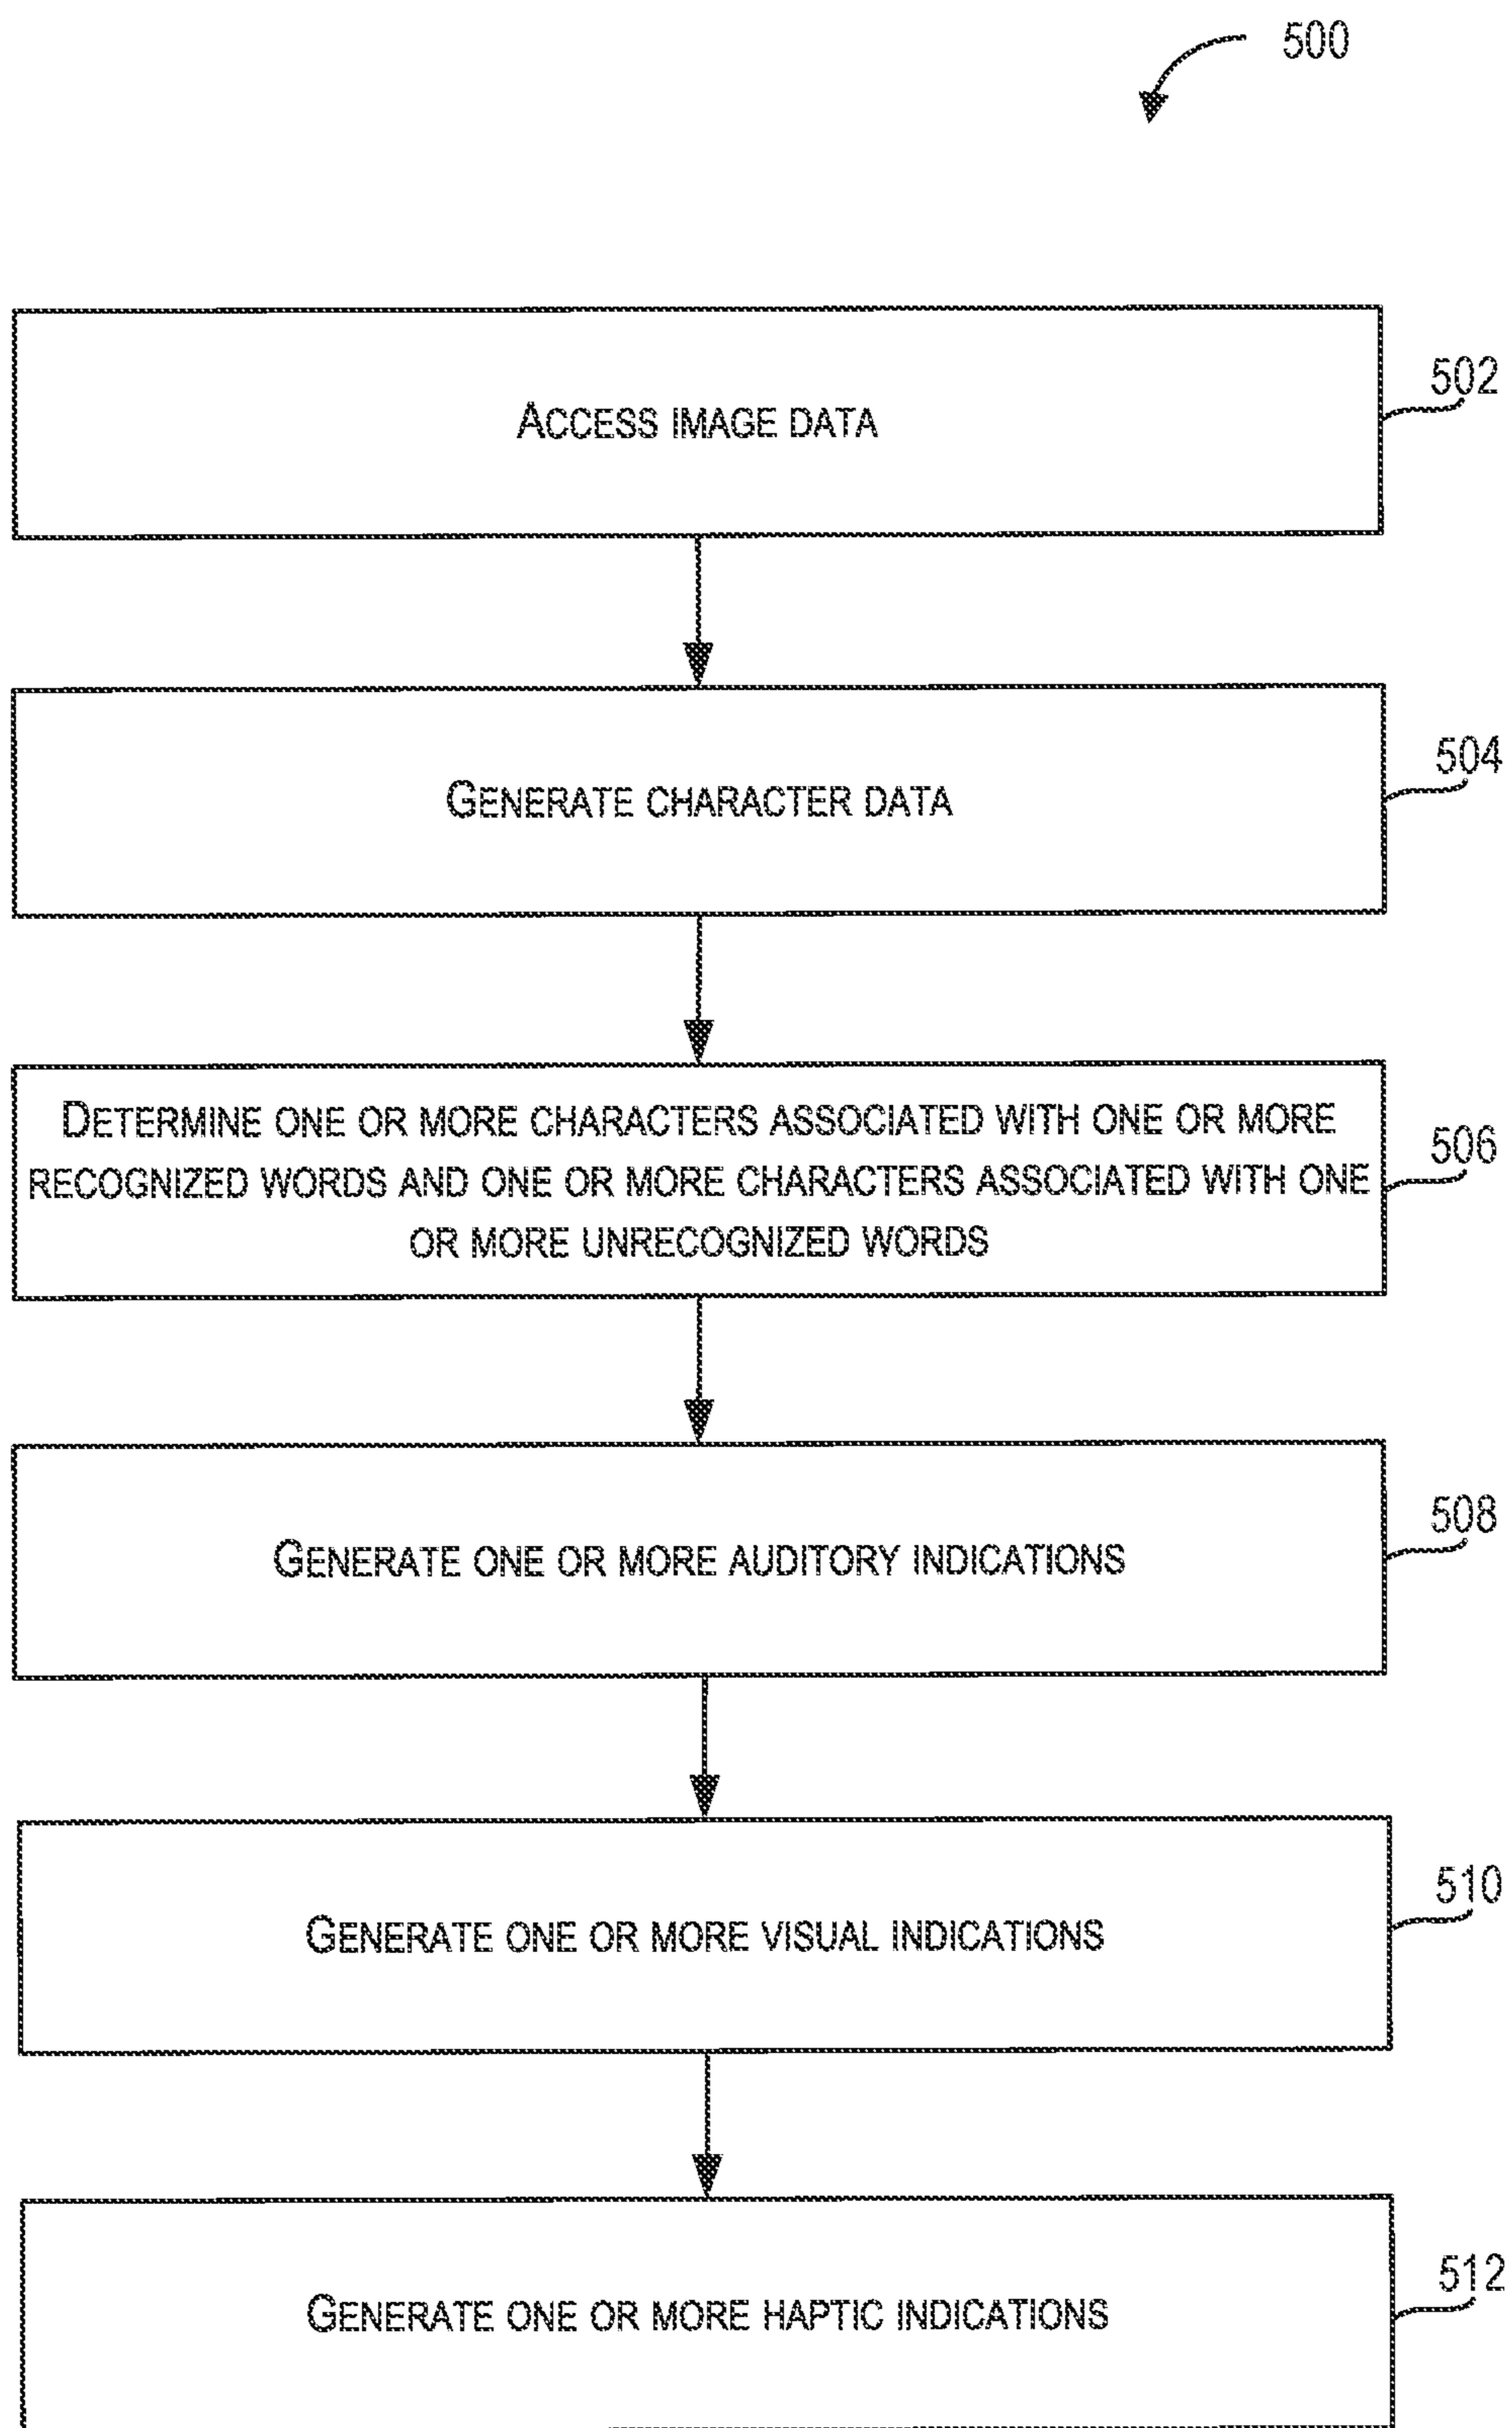 500
ACCESS IMAGE DATA
502
GENERATE CHARACTER DATA
504
DETERMINE ONE OR MORE CHARACTERS ASSOCIATED WITH ONE OR MORE
RECOGNIZED WORDS AND ONE OR MORE CHARACTERS ASSOCIATED WITH ONE
OR MORE UNRECOGNIZED WORDS
506
GENERATE ONE OR MORE AUDITORY INDICATIONS
508
GENERATE ONE OR MORE VISUAL INDICATIONS
510
GENERATE ONE OR MORE HAPTIC INDICATIONS
512